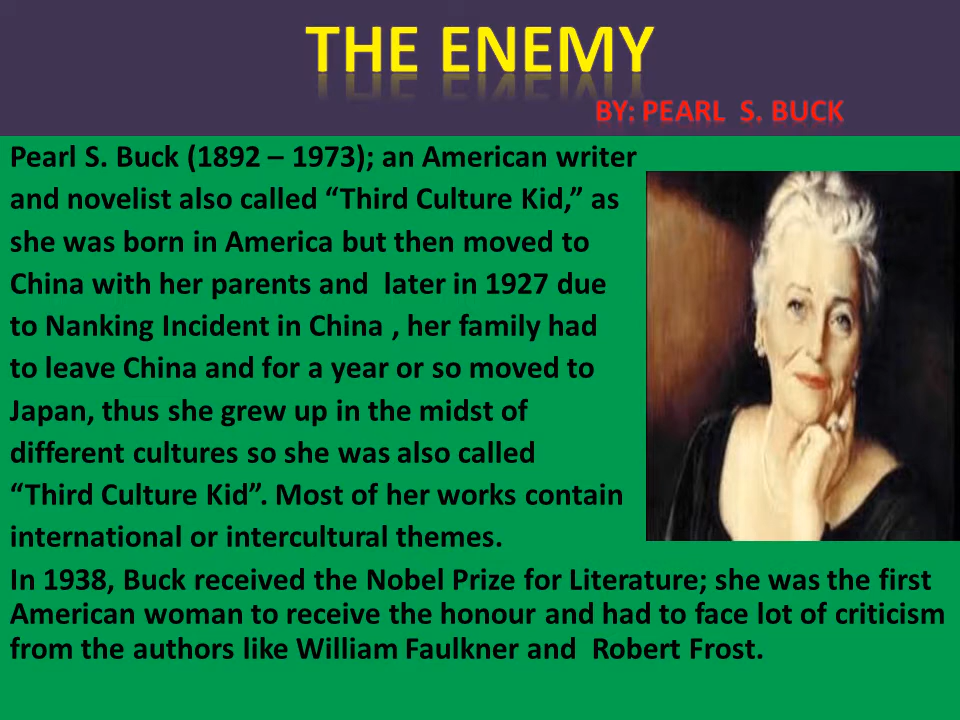 THE ENEMY
BY: PEARL S. BUCK
Pearl S. Buck (1892 – 1973); an American writer
and novelist also called “Third Culture Kid,” as
she was born in America but then moved to
China with her parents and later in 1927 due
to Nanking Incident in China , her family had
to leave China and for a year or so moved to
Japan, thus she grew up in the midst of
different cultures so she was also called
“Third Culture Kid”. Most of her works contain
international or intercultural themes.
In 1938, Buck received the Nobel Prize for Literature; she was the first
American woman to receive the honour and had to face lot of criticism
from the authors like William Faulkner and Robert Frost.